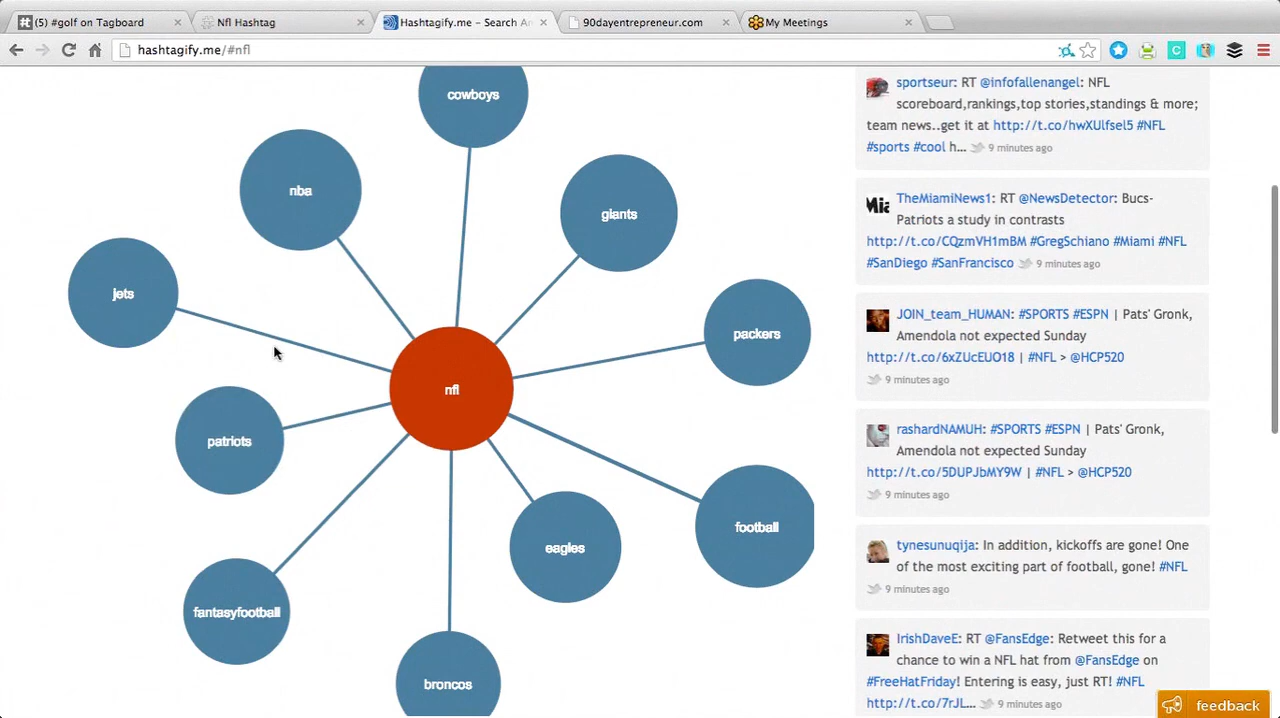 (5) #golf on Tagboard
Nfl Hashtag
Hashtagify.me - Search An
90dayentrepreneur.com
My Meetings
hashtagify.me/#nfl
cowboys
nba
giants
jets
packers
nfl
patriots
football
eagles
fantasyfootball
broncos
sportseur: RT @infofallenangel: NFL
scoreboard,rankings,top stories,standings & more;
team news..get it at http://t.co/hwXUlfsel5 #NFL
#sports #cool h... 9 minutes ago
TheMiamiNews1: RT @NewsDetector: Bucs-
Patriots a study in contrasts
http://t.co/CQzmVH1mBM #GregSchiano #Miami #NFL
#SanDiego #SanFrancisco 9 minutes ago
JOIN_team_HUMAN: #SPORTS #ESPN | Pats' Gronk,
Amendola not expected Sunday
http://t.co/6xZUcEUO18 | #NFL > @HCP520
9 minutes ago
rashardNAMUH: #SPORTS #ESPN | Pats' Gronk,
Amendola not expected Sunday
http://t.co/5DUPJbMY9W | #NFL > @HCP520
9 minutes ago
tynesunuqija: In addition, kickoffs are gone! One
of the most exciting part of football, gone! #NFL
9 minutes ago
IrishDaveE: RT @FansEdge: Retweet this for a
chance to win a NFL hat from @FansEdge on
#FreeHatFriday! Entering is easy, just RT! #NFL
http://t.co/7rJL... 9 minutes ago
feedback